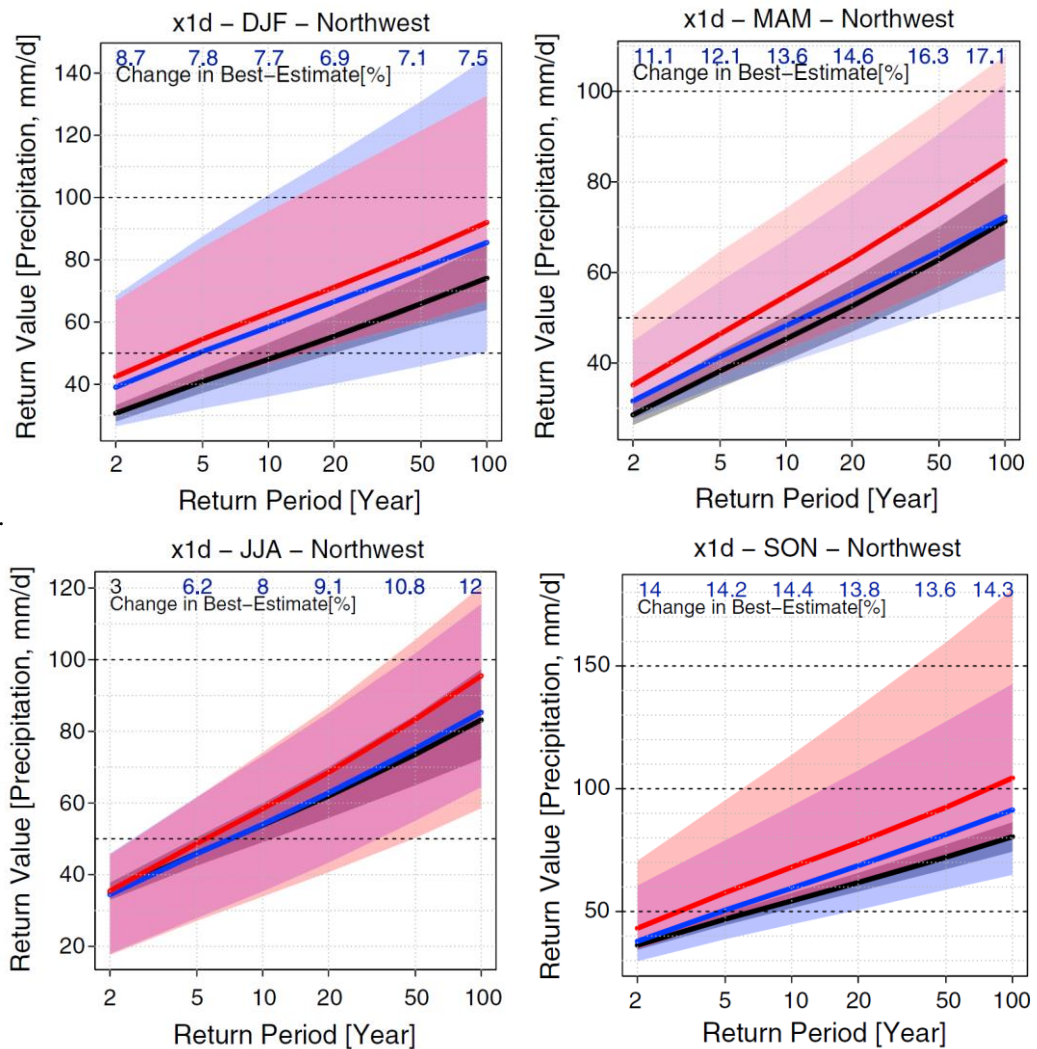 x1d – DJF – Northwest
8.7 7.8 7.7 6.9 7.1 7.5
Change in Best-Estimate[%]
Return Value [Precipitation, mm/d]
140
120
100
80
60
40
2 5 10 20 50 100
Return Period [Year]
x1d – MAM – Northwest
11.1 12.1 13.6 14.6 16.3 17.1
Change in Best-Estimate[%]
Return Value [Precipitation, mm/d]
100
80
60
40
2 5 10 20 50 100
Return Period [Year]
x1d – JJA – Northwest
3 6.2 8 9.1 10.8 12
Change in Best-Estimate[%]
Return Value [Precipitation, mm/d]
120
100
80
60
40
20
2 5 10 20 50 100
Return Period [Year]
x1d – SON – Northwest
14 14.2 14.4 13.8 13.6 14.3
Change in Best-Estimate[%]
Return Value [Precipitation, mm/d]
150
100
50
2 5 10 20 50 100
Return Period [Year]